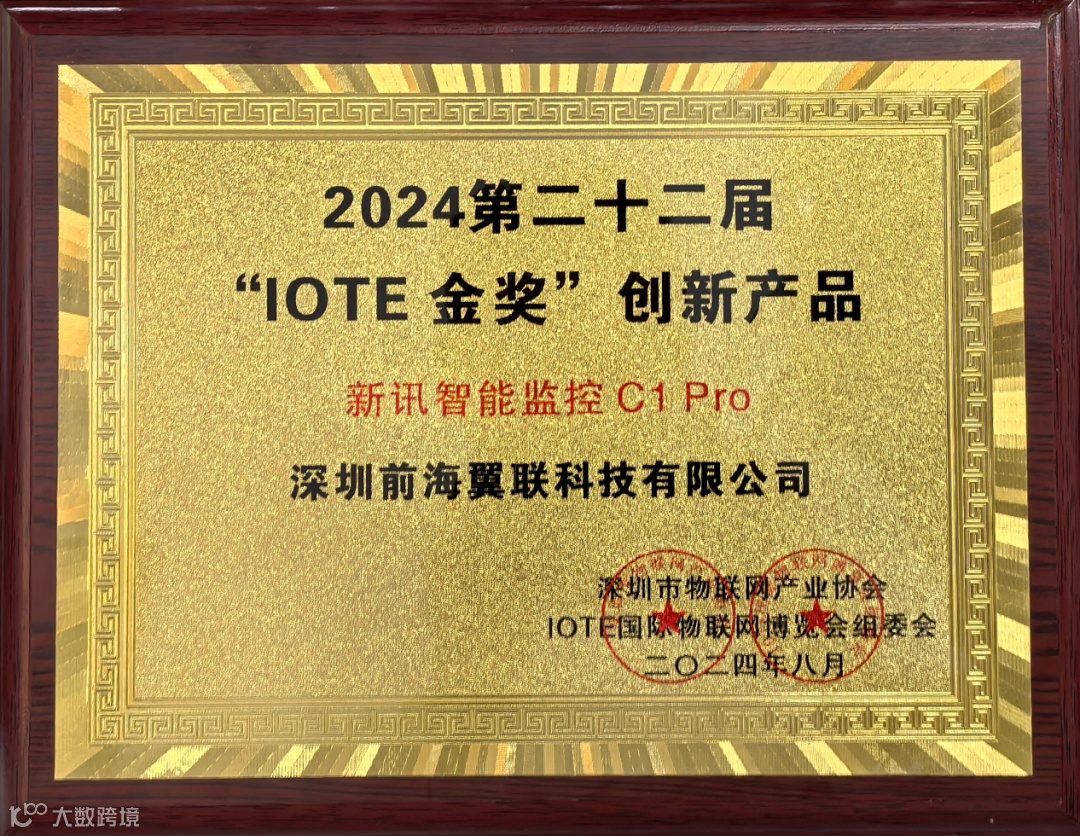 2024第二十二届
“IOTE 金奖”创新产品
新讯智能监控 C1 Pro
深圳前海翼联科技有限公司
深圳市物联网产业协会
IOTE国际物联网博览会组委会
二〇二四年八月
大数跨境